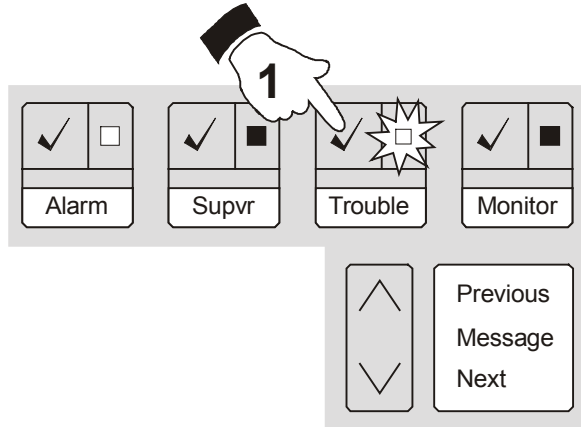 1
Alarm
Supvr
Trouble
Monitor
Previous
Message
Next